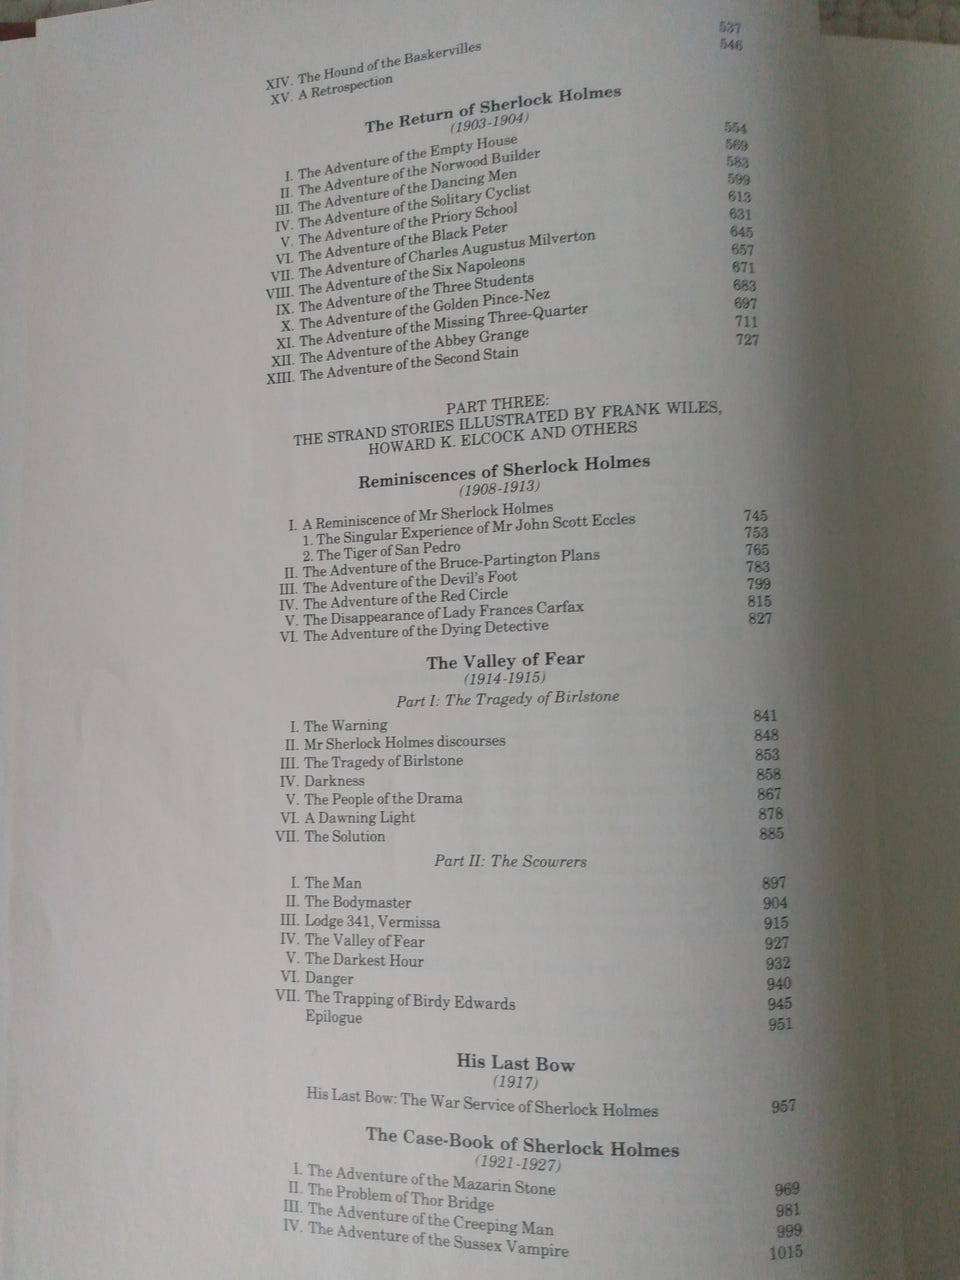 XIV. The Hound of the Baskervilles 537
XV. A Retrospection 546
The Return of Sherlock Holmes
(1903-1904)
I. The Adventure of the Empty House 554
II. The Adventure of the Norwood Builder 569
III. The Adventure of the Dancing Men 583
IV. The Adventure of the Solitary Cyclist 599
V. The Adventure of the Priory School 613
VI. The Adventure of the Black Peter 631
VII. The Adventure of Charles Augustus Milverton 645
VIII. The Adventure of the Six Napoleons 657
IX. The Adventure of the Three Students 671
X. The Adventure of the Golden Pince-Nez 683
XI. The Adventure of the Missing Three-Quarter 697
XII. The Adventure of the Abbey Grange 711
XIII. The Adventure of the Second Stain 727
PART THREE:
THE STRAND STORIES ILLUSTRATED BY FRANK WILES,
HOWARD K. ELCOCK AND OTHERS
Reminiscences of Sherlock Holmes
(1908-1913)
I. A Reminiscence of Mr Sherlock Holmes
1. The Singular Experience of Mr John Scott Eccles 745
2. The Tiger of San Pedro 753
II. The Adventure of the Bruce-Partington Plans 765
III. The Adventure of the Devil's Foot 783
IV. The Adventure of the Red Circle 799
V. The Disappearance of Lady Frances Carfax 815
VI. The Adventure of the Dying Detective 827
The Valley of Fear
(1914-1915)
Part I: The Tragedy of Birlstone
I. The Warning 841
II. Mr Sherlock Holmes discourses 848
III. The Tragedy of Birlstone 853
IV. Darkness 858
V. The People of the Drama 867
VI. A Dawning Light 878
VII. The Solution 885
Part II: The Scowrers
I. The Man 897
II. The Bodymaster 904
III. Lodge 341, Vermissa 915
IV. The Valley of Fear 927
V. The Darkest Hour 932
VI. Danger 940
VII. The Trapping of Birdy Edwards 945
Epilogue 951
His Last Bow
(1917)
His Last Bow: The War Service of Sherlock Holmes 957
The Case-Book of Sherlock Holmes
(1921-1927)
I. The Adventure of the Mazarin Stone 969
II. The Problem of Thor Bridge 981
III. The Adventure of the Creeping Man 999
IV. The Adventure of the Sussex Vampire 1015